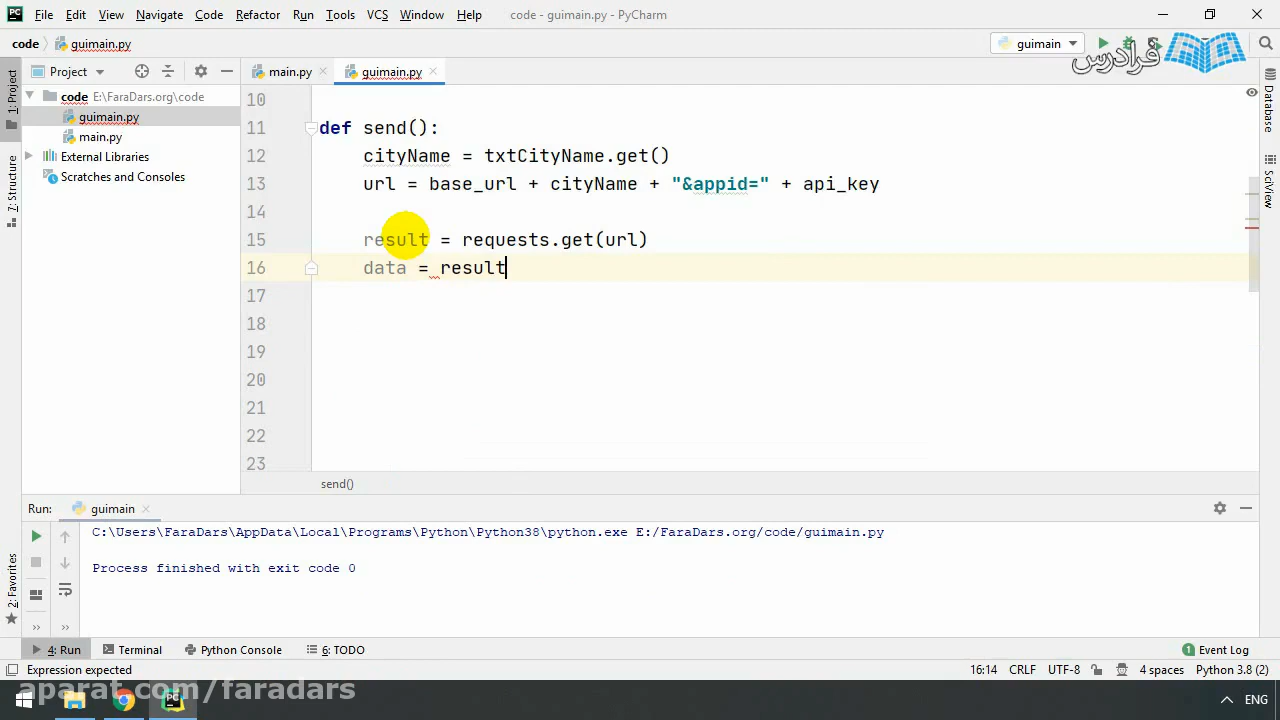 File Edit View Navigate Code Refactor Run Tools VCS Window Help code - guimain.py - PyCharm
code guimain.py guimain
فرادرس
1: Project
Project main.py guimain.py
code E:\FaraDars.org\code
guimain.py
main.py
External Libraries
Scratches and Consoles
7: Structure
2: Favorites
Database
SciView
10
11 def send():
12 cityName = txtCityName.get()
13 url = base_url + cityName + "&appid=" + api_key
14
15 result = requests.get(url)
16 data = result
17
18
19
20
21
22
23
send()
Run: guimain
C:\Users\FaraDars\AppData\Local\Programs\Python\Python38\python.exe E:/FaraDars.org/code/guimain.py
Process finished with exit code 0
4: Run Terminal Python Console 6: TODO 1 Event Log
Expression expected 16:14 CRLF UTF-8 4 spaces Python 3.8 (2)
aparat.com/faradars
ENG